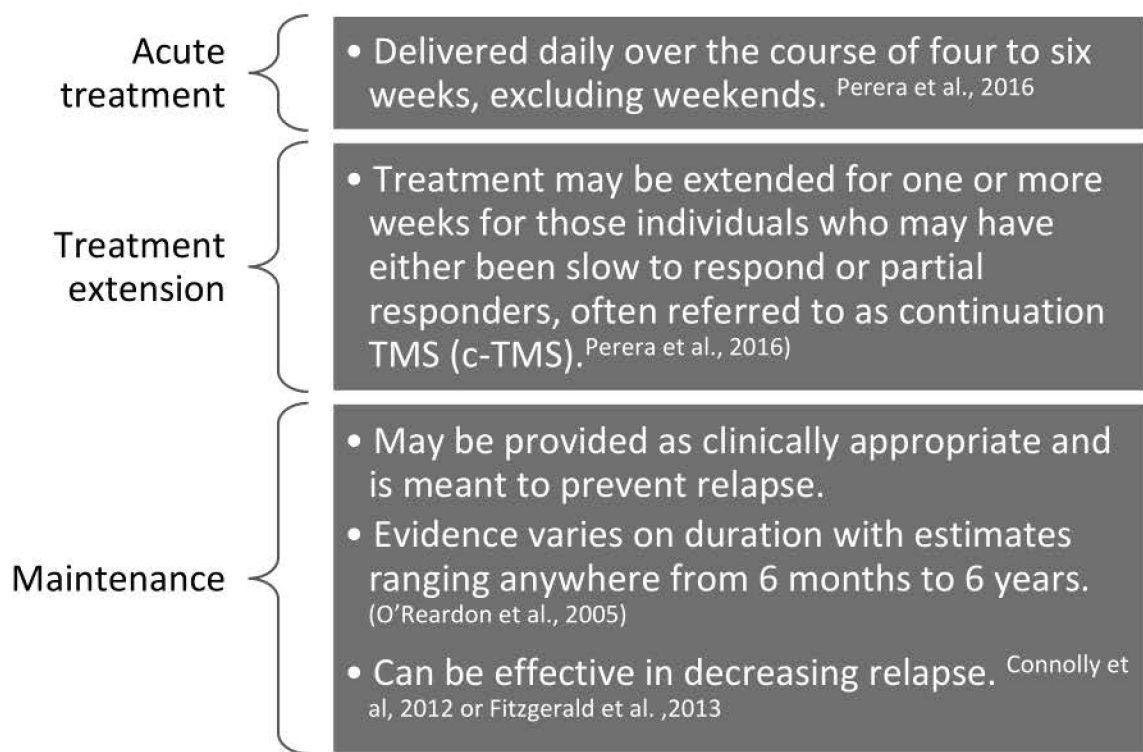 Acute
treatment
• Delivered daily over the course of four to six
weeks, excluding weekends. Perera et al., 2016
Treatment
extension
• Treatment may be extended for one or more
weeks for those individuals who may have
either been slow to respond or partial
responders, often referred to as continuation
TMS (c-TMS).Perera et al., 2016)
Maintenance
• May be provided as clinically appropriate and
is meant to prevent relapse.
• Evidence varies on duration with estimates
ranging anywhere from 6 months to 6 years.
(O’Reardon et al., 2005)
• Can be effective in decreasing relapse. Connolly et
al, 2012 or Fitzgerald et al. ,2013